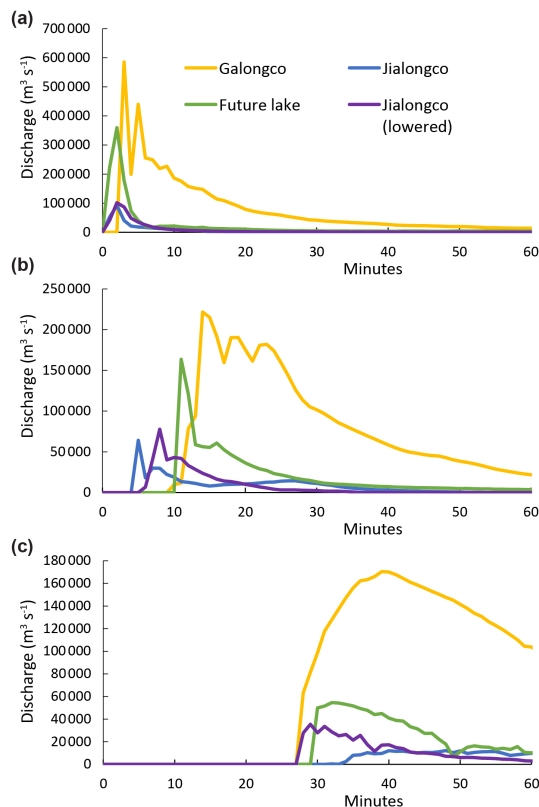 (a)
700 000
600 000
500 000
400 000
300 000
200 000
100 000
0
Discharge (m³ s⁻¹)
Galongco
Jialongco
Future lake
Jialongco
(lowered)
0 10 20 30 40 50 60
Minutes
(b)
250 000
200 000
150 000
100 000
50 000
0
Discharge (m³ s⁻¹)
0 10 20 30 40 50 60
Minutes
(c)
180 000
160 000
140 000
120 000
100 000
80 000
60 000
40 000
20 000
0
Discharge (m³ s⁻¹)
0 10 20 30 40 50 60
Minutes